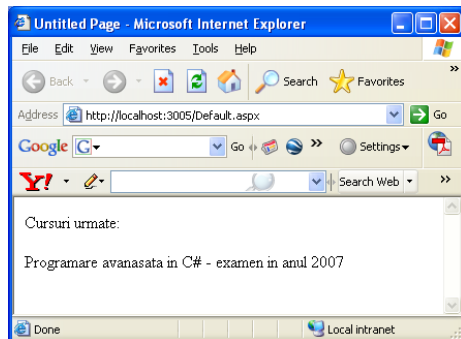 Untitled Page - Microsoft Internet Explorer
File Edit View Favorites Tools Help
Back Search Favorites »
Address http://localhost:3005/Default.aspx Go
Google G Go » Settings
Y! Search Web »
Cursuri urmate:
Programare avanasata in C# - examen in anul 2007
Done Local intranet